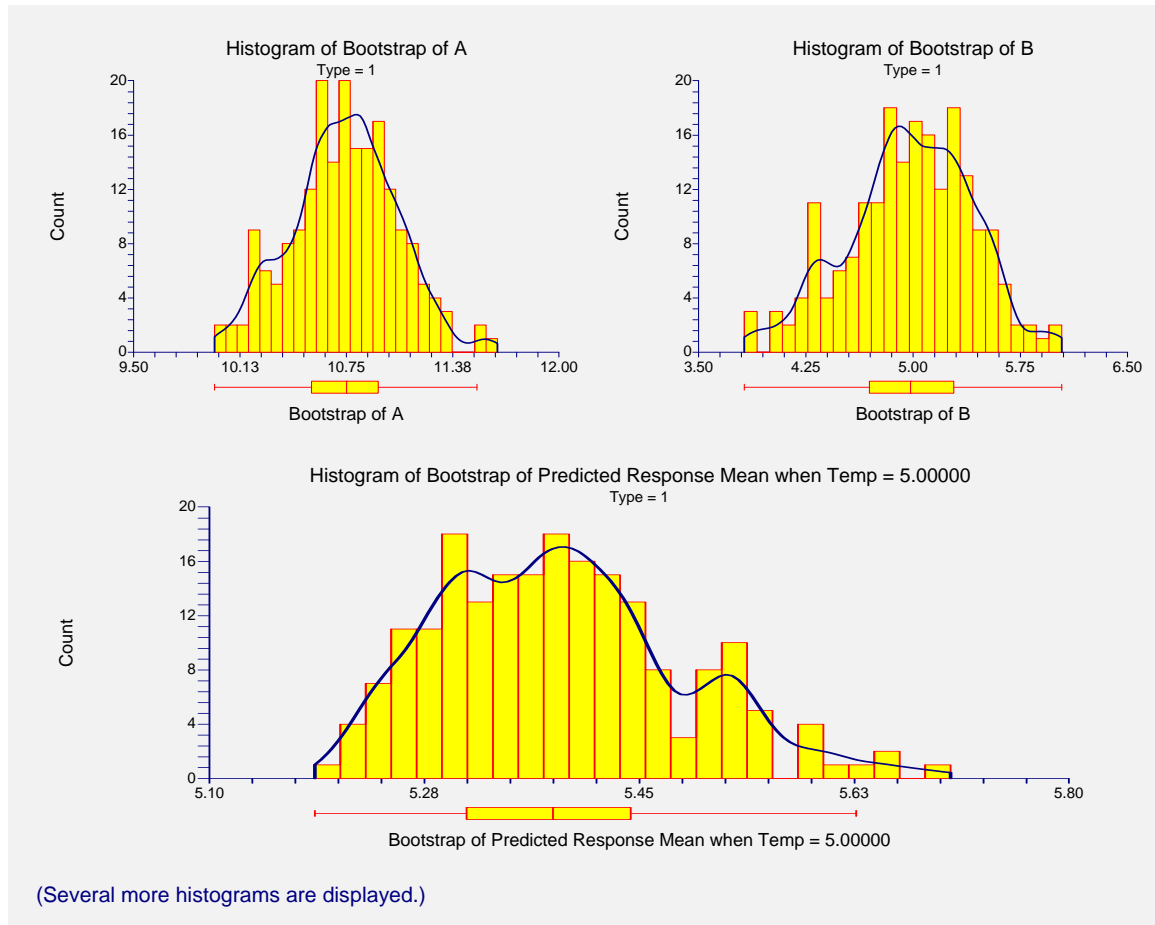 Histogram of Bootstrap of A
Type = 1
20
16
12
8
4
0
Count
9.50 10.13 10.75 11.38 12.00
Bootstrap of A
Histogram of Bootstrap of B
Type = 1
20
16
12
8
4
0
Count
3.50 4.25 5.00 5.75 6.50
Bootstrap of B
Histogram of Bootstrap of Predicted Response Mean when Temp = 5.00000
Type = 1
20
16
12
8
4
0
Count
5.10 5.28 5.45 5.63 5.80
Bootstrap of Predicted Response Mean when Temp = 5.00000
(Several more histograms are displayed.)